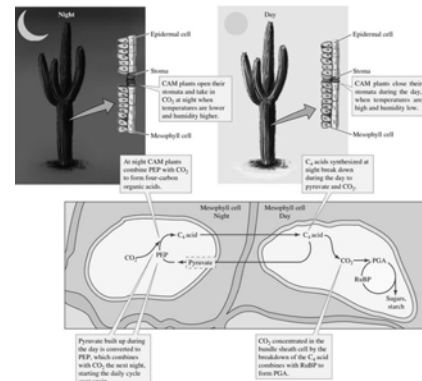 Night
Epidermal cell
Stoma
CAM plants open their
stomata and take in
CO2 at night when
temperatures are lower
and humidity higher.
Mesophyll cell
Day
Epidermal cell
Stoma
CAM plants close their
stomata during the day,
when temperatures are
high and humidity low.
Mesophyll cell
At night CAM plants
combine PEP with CO2
to form four-carbon
organic acids.
C4 acids synthesized at
night break down
during the day to
pyruvate and CO2.
Mesophyll cell
Night
Mesophyll cell
Day
C4 acid
C4 acid
CO2
PEP
Pyruvate
CO2
PGA
RuBP
Sugars,
starch
Pyruvate built up during
the day is converted to
PEP, which combines
with CO2 the next night,
starting the daily cycle
CO2 concentrated in the
bundle sheath cell by the
breakdown of the C4 acid
combines with RuBP to
form PGA.